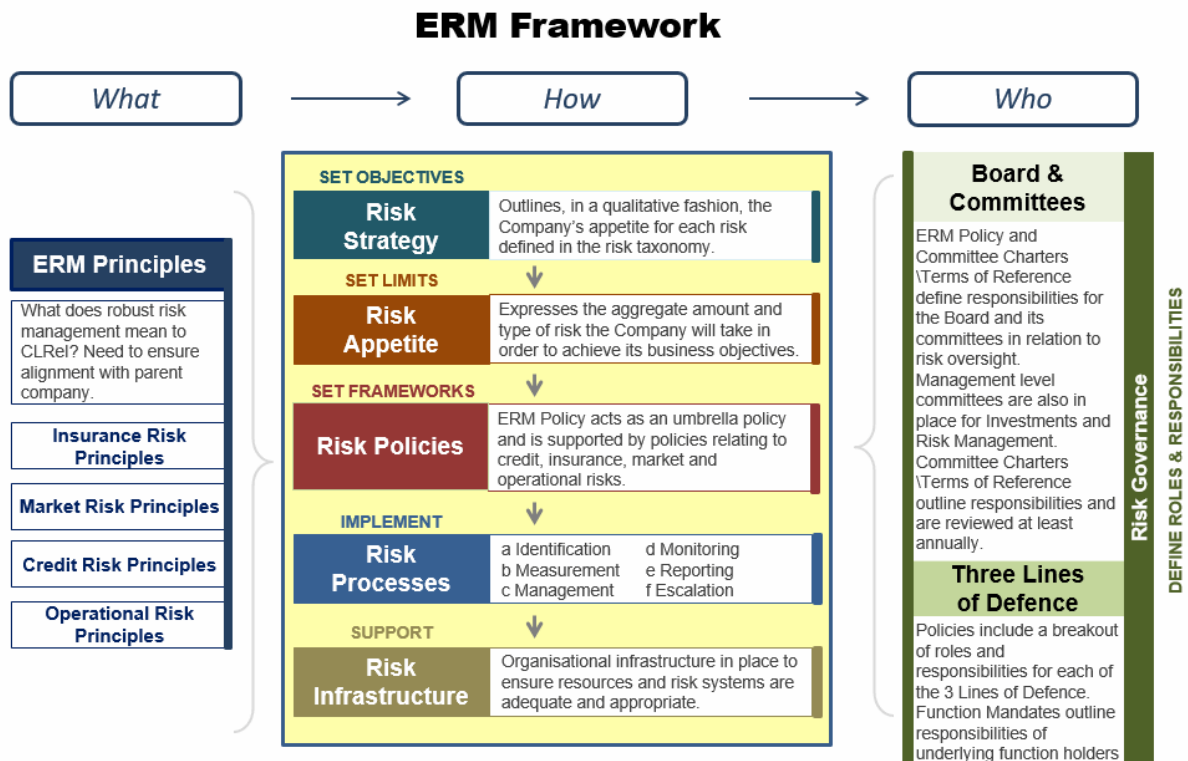 ERM Framework
What
How
Who
ERM Principles
What does robust risk
management mean to
CLReI? Need to ensure
alignment with parent
company.
Insurance Risk
Principles
Market Risk Principles
Credit Risk Principles
Operational Risk
Principles
SET OBJECTIVES
Risk
Strategy
Outlines, in a qualitative fashion, the
Company's appetite for each risk
defined in the risk taxonomy.
SET LIMITS
Risk
Appetite
Expresses the aggregate amount and
type of risk the Company will take in
order to achieve its business objectives.
SET FRAMEWORKS
Risk Policies
ERM Policy acts as an umbrella policy
and is supported by policies relating to
credit, insurance, market and
operational risks.
IMPLEMENT
Risk
Processes
a Identification
b Measurement
c Management
d Monitoring
e Reporting
f Escalation
SUPPORT
Risk
Infrastructure
Organisational infrastructure in place to
ensure resources and risk systems are
adequate and appropriate.
Board &
Committees
ERM Policy and
Committee Charters
\Terms of Reference
define responsibilities for
the Board and its
committees in relation to
risk oversight.
Management level
committees are also in
place for Investments and
Risk Management.
Committee Charters
\Terms of Reference
outline responsibilities and
are reviewed at least
annually.
Three Lines
of Defence
Policies include a breakout
of roles and
responsibilities for each of
the 3 Lines of Defence.
Function Mandates outline
responsibilities of
underlying function holders
Risk Governance
DEFINE ROLES & RESPONSIBILITIES